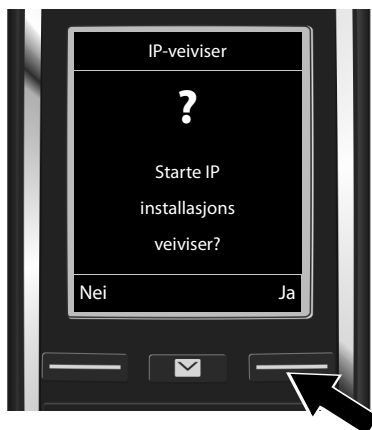 IP-veiviser
?
Starte IP
installasjons
veiviser?
Nei Ja